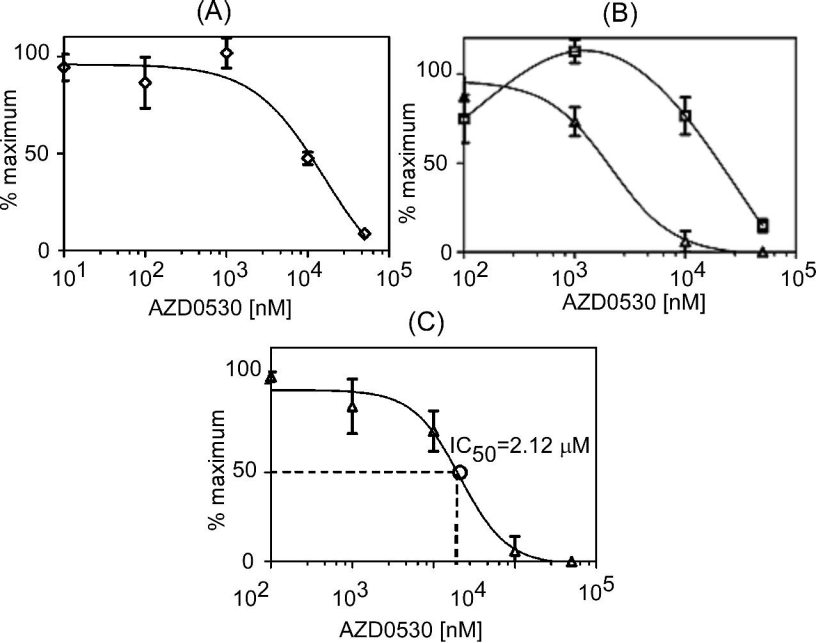 (A)
100
50
0
% maximum
10^1 10^2 10^3 10^4 10^5
AZD0530 [nM]
(B)
100
50
0
% maximum
10^2 10^3 10^4 10^5
AZD0530 [nM]
(C)
100
50
0
% maximum
IC50=2.12 µM
10^2 10^3 10^4 10^5
AZD0530 [nM]